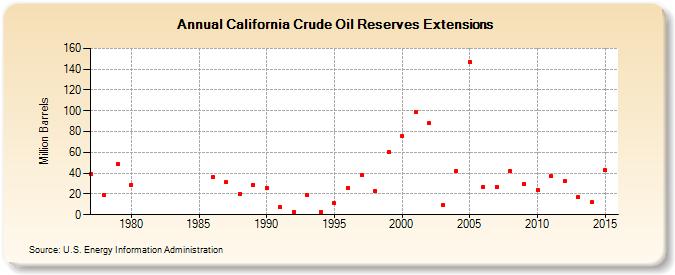 Annual California Crude Oil Reserves Extensions
Million Barrels
160
140
120
100
80
60
40
20
0
1980 1985 1990 1995 2000 2005 2010 2015
Source: U.S. Energy Information Administration